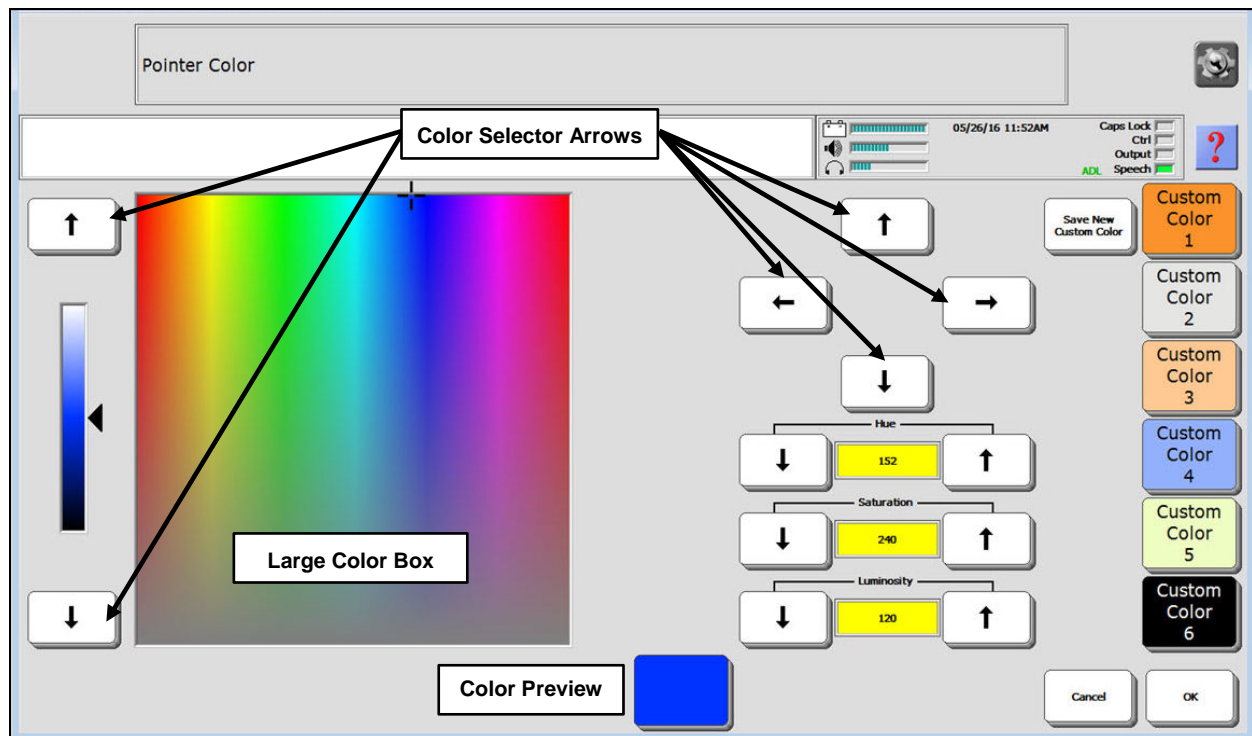 Pointer Color
Color Selector Arrows
05/26/16 11:52AM
Caps Lock
Ctrl
Output
ADL Speech
?
↑
↑
Save New
Custom Color
Custom
Color
1
←
→
Custom
Color
2
↓
Custom
Color
3
Hue
↓ 152 ↑
Custom
Color
4
Saturation
↓ 240 ↑
Custom
Color
5
Large Color Box
Luminosity
↓
↓ 120 ↑
Custom
Color
6
Color Preview
Cancel
OK